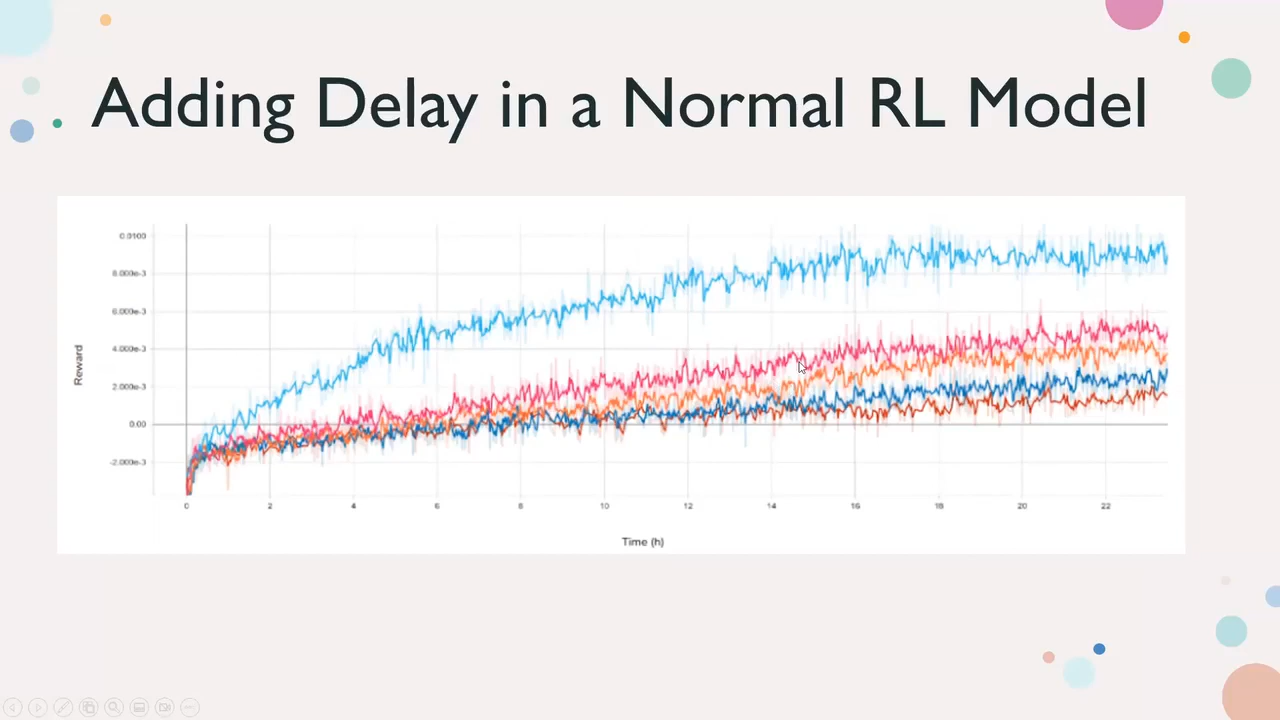 Adding Delay in a Normal RL Model
0.0100
8.000e-3
6.000e-3
4.000e-3
2.000e-3
0.00
-2.000e-3
Reward
0 2 4 6 8 10 12 14 16 18 20 22
Time (h)